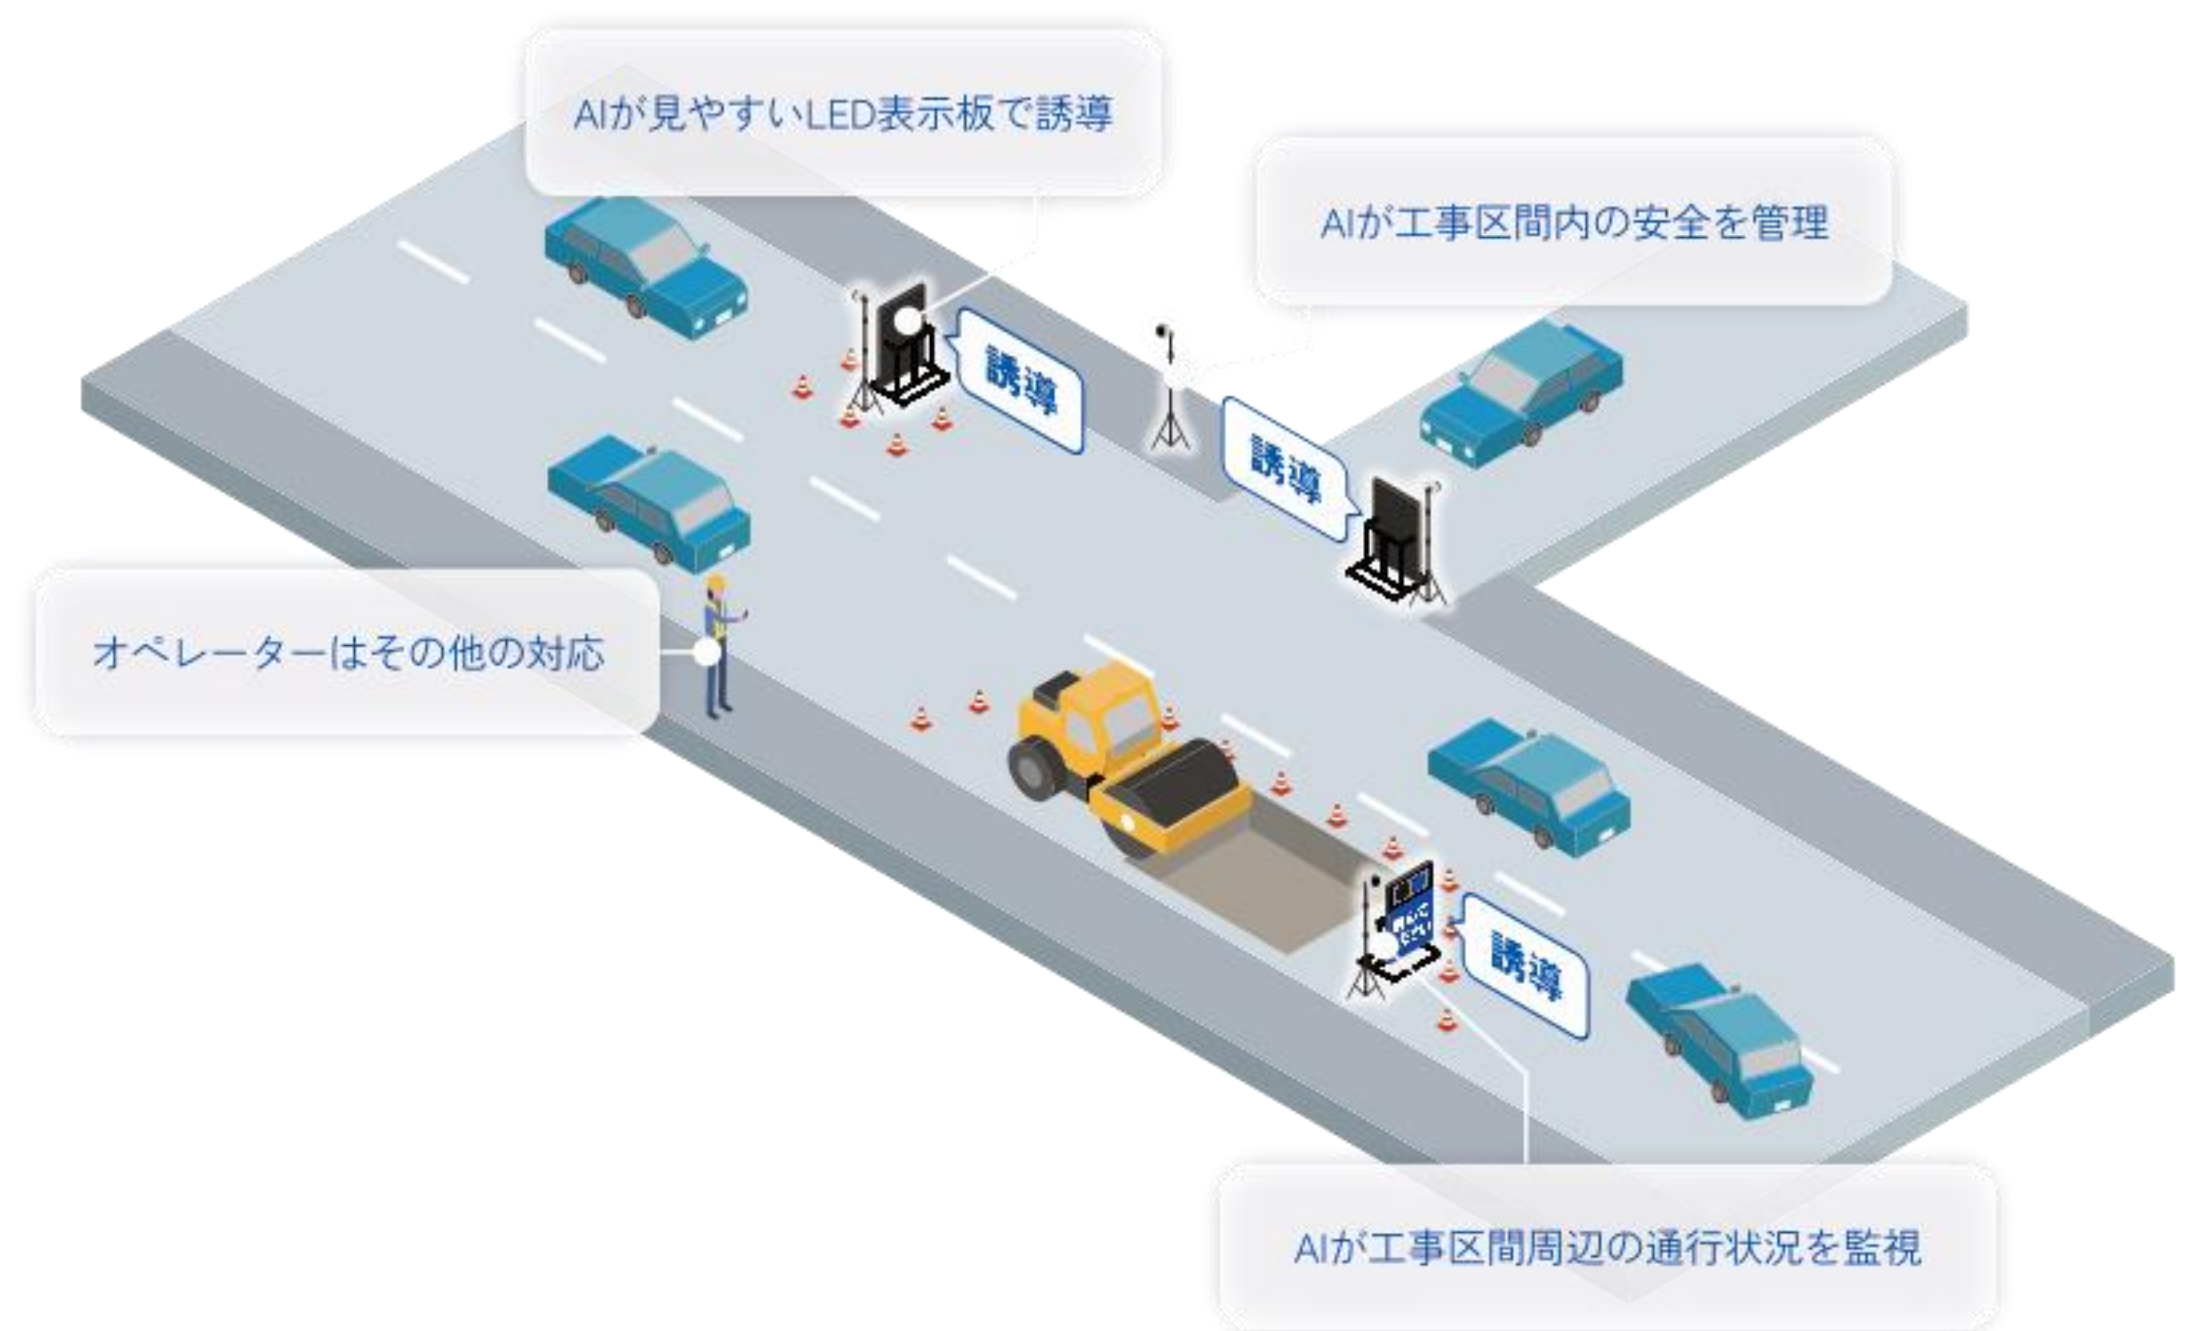 AIが見やすいLED表示板で誘導
AIが工事区間内の安全を管理
誘導
誘導
オペレーターはその他の対応
誘導
AIが工事区間周辺の通行状況を監視